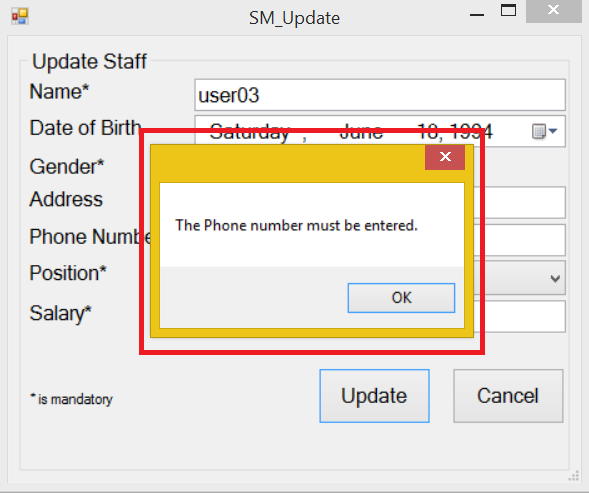 SM_Update
Update Staff
Name*
user03
Date of Birth
Saturday , June 18, 1994
Gender*
Address
The Phone number must be entered.
Phone Numbe
Position*
OK
Salary*
* is mandatory
Update
Cancel